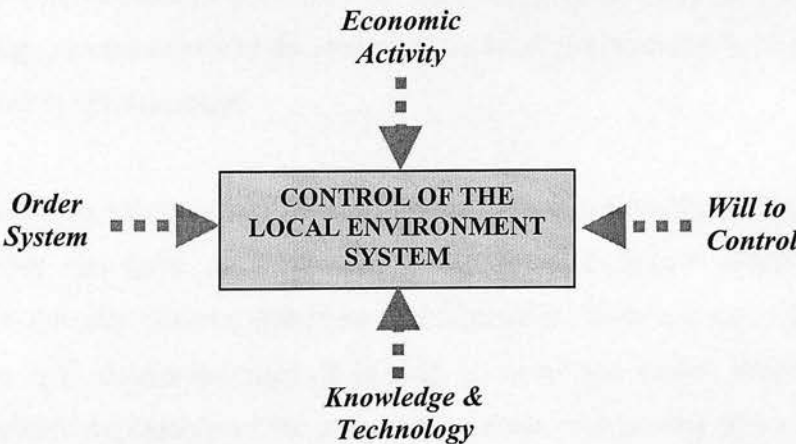 Economic
Activity
Order
System
CONTROL OF THE
LOCAL ENVIRONMENT
SYSTEM
Will to
Control
Knowledge &
Technology